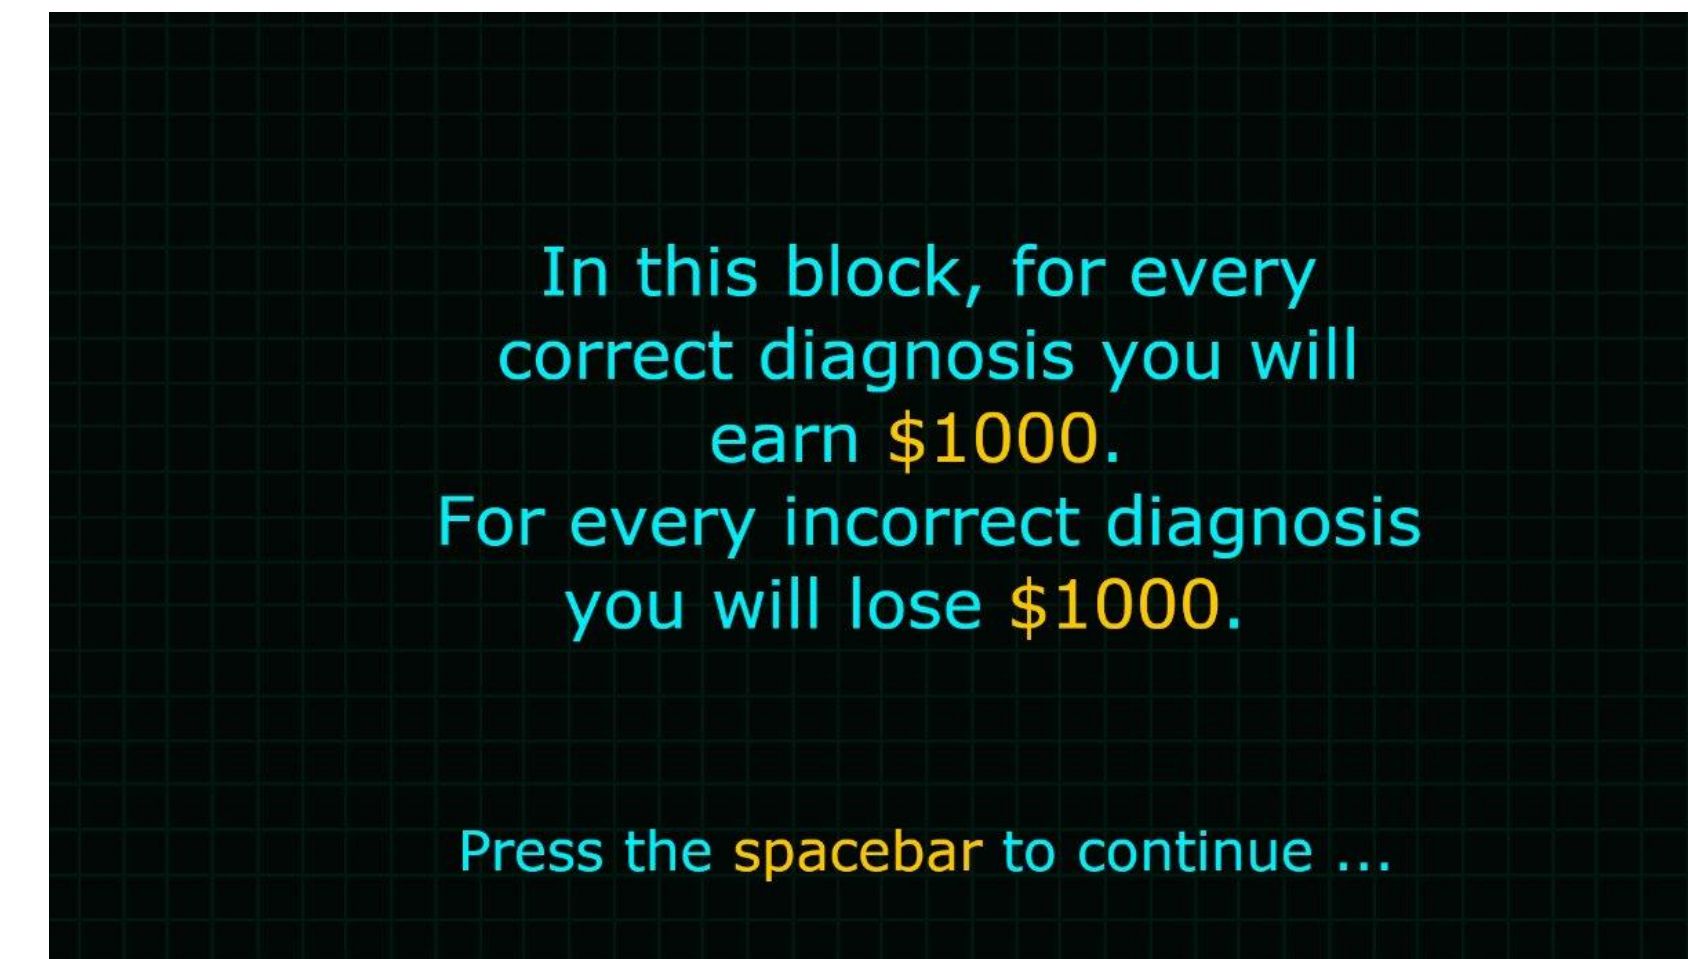 In this block, for every
correct diagnosis you will
earn $1000.
For every incorrect diagnosis
you will lose $1000.
Press the spacebar to continue ...